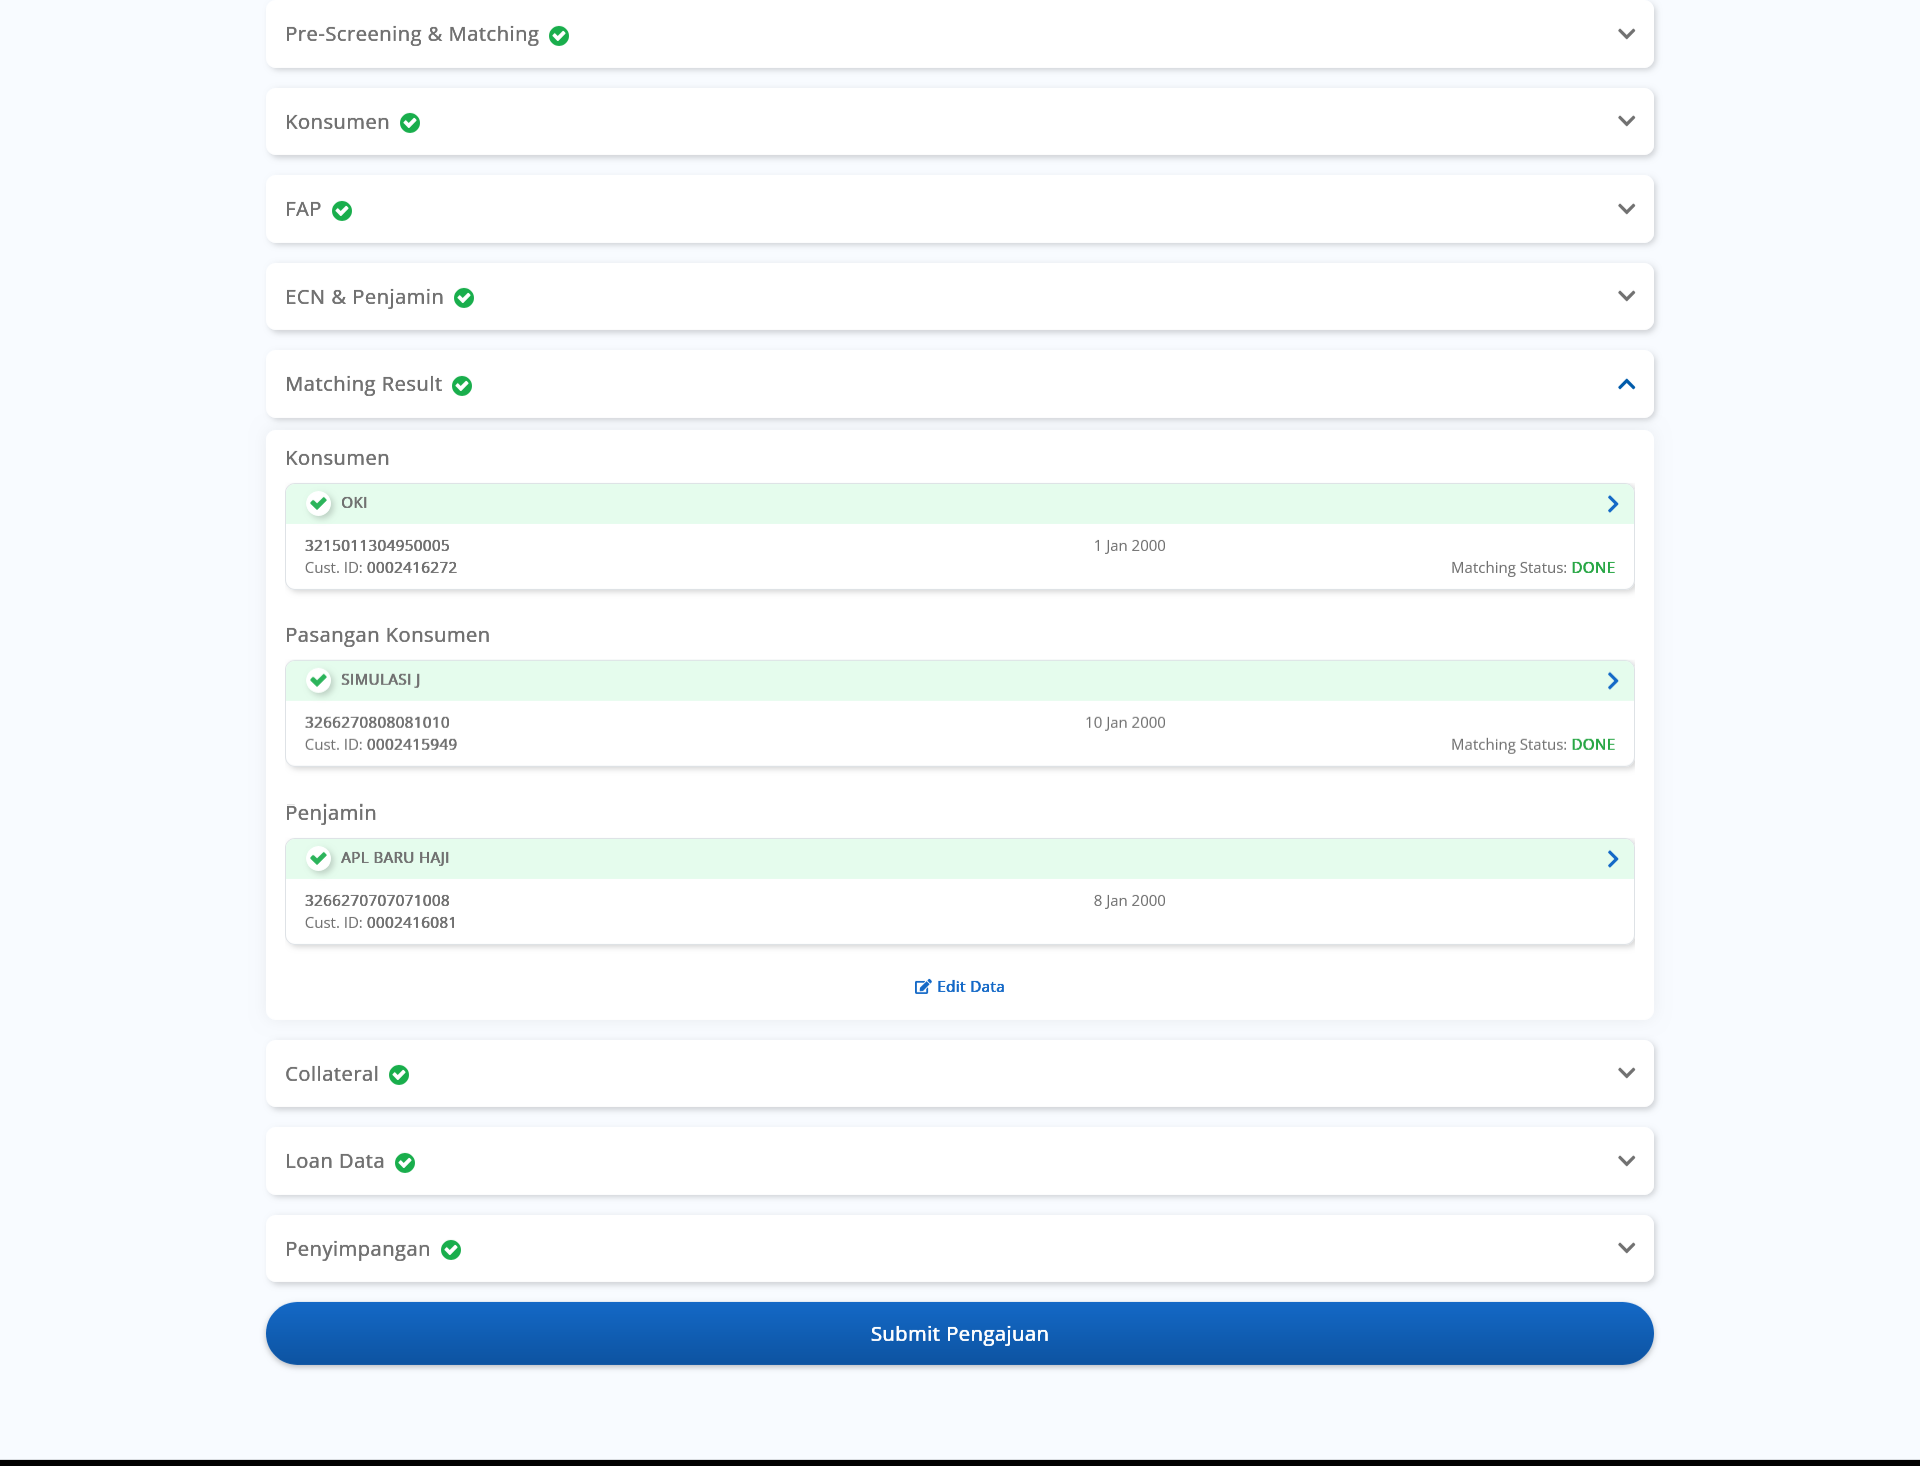 Pre-Screening & Matching
Konsumen
FAP
ECN & Penjamin
Matching Result
Konsumen
OKI
3215011304950005 1 Jan 2000
Cust. ID: 0002416272 Matching Status: DONE
Pasangan Konsumen
SIMULASI J
3266270808081010 10 Jan 2000
Cust. ID: 0002415949 Matching Status: DONE
Penjamin
APL BARU HAJI
3266270707071008 8 Jan 2000
Cust. ID: 0002416081
Edit Data
Collateral
Loan Data
Penyimpangan
Submit Pengajuan